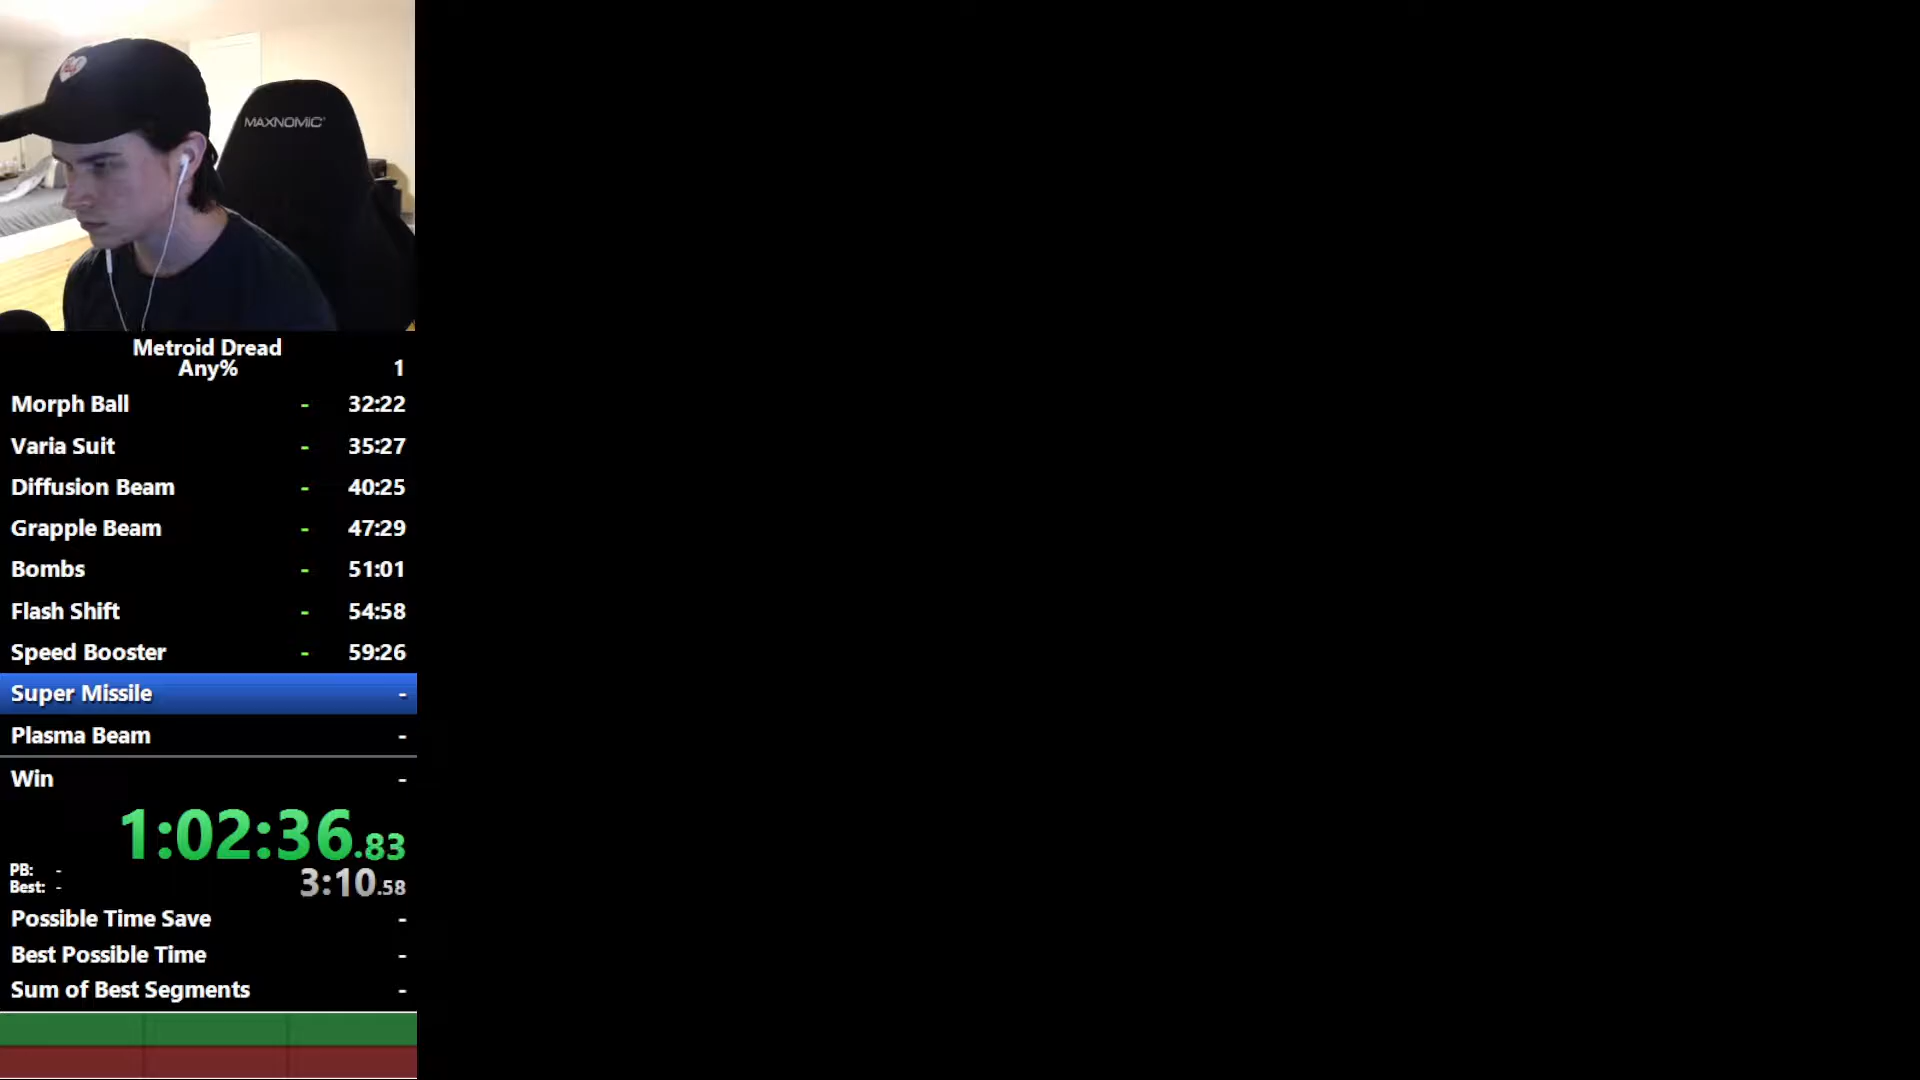 MAXNOMIC
Metroid Dread
Any% 1
Morph Ball - 32:22
Varia Suit - 35:27
Diffusion Beam - 40:25
Grapple Beam - 47:29
Bombs - 51:01
Flash Shift - 54:58
Speed Booster - 59:26
Super Missile -
Plasma Beam -
Win -
1:02:36.83
PB: -
Best: -
3:10.58
Possible Time Save -
Best Possible Time -
Sum of Best Segments -